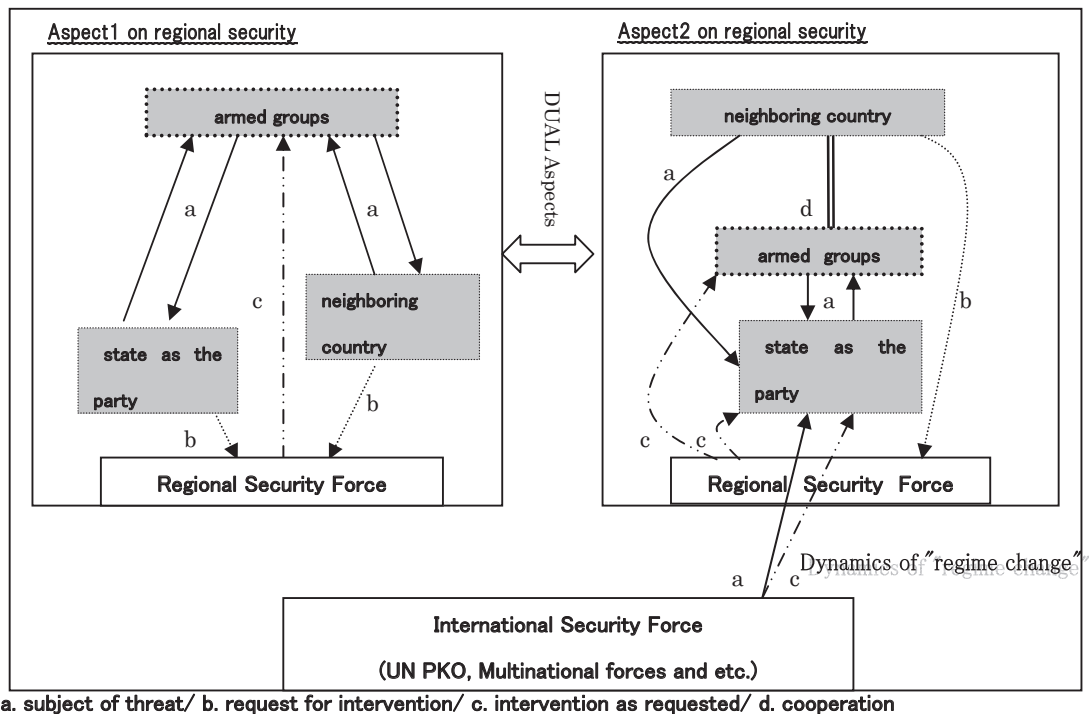 Aspect1 on regional security
armed groups
a
a
c
neighboring
country
state as the
party
b
b
Regional Security Force
DUAL Aspects
Aspect2 on regional security
neighboring country
a
d
armed groups
a
b
state as the
party
c
c
Regional Security Force
Dynamics of "regime change"
a
c
International Security Force
(UN PKO, Multinational forces and etc.)
a. subject of threat/ b. request for intervention/ c. intervention as requested/ d. cooperation